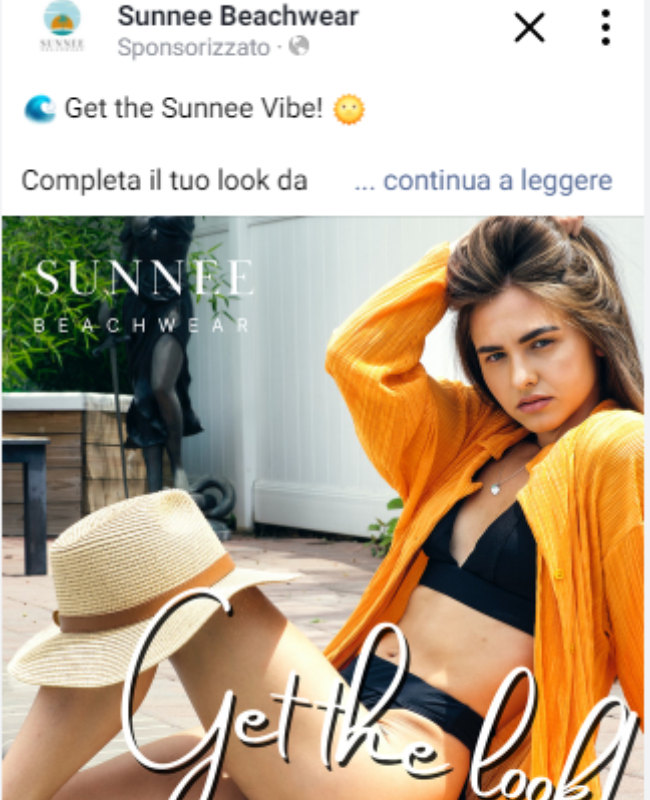 Sunnee Beachwear
Sponsorizzato ·
SUNNEE
🌊 Get the Sunnee Vibe! 🌞
Completa il tuo look da ... continua a leggere
SUNNEE
BEACHWEAR
Get the look!